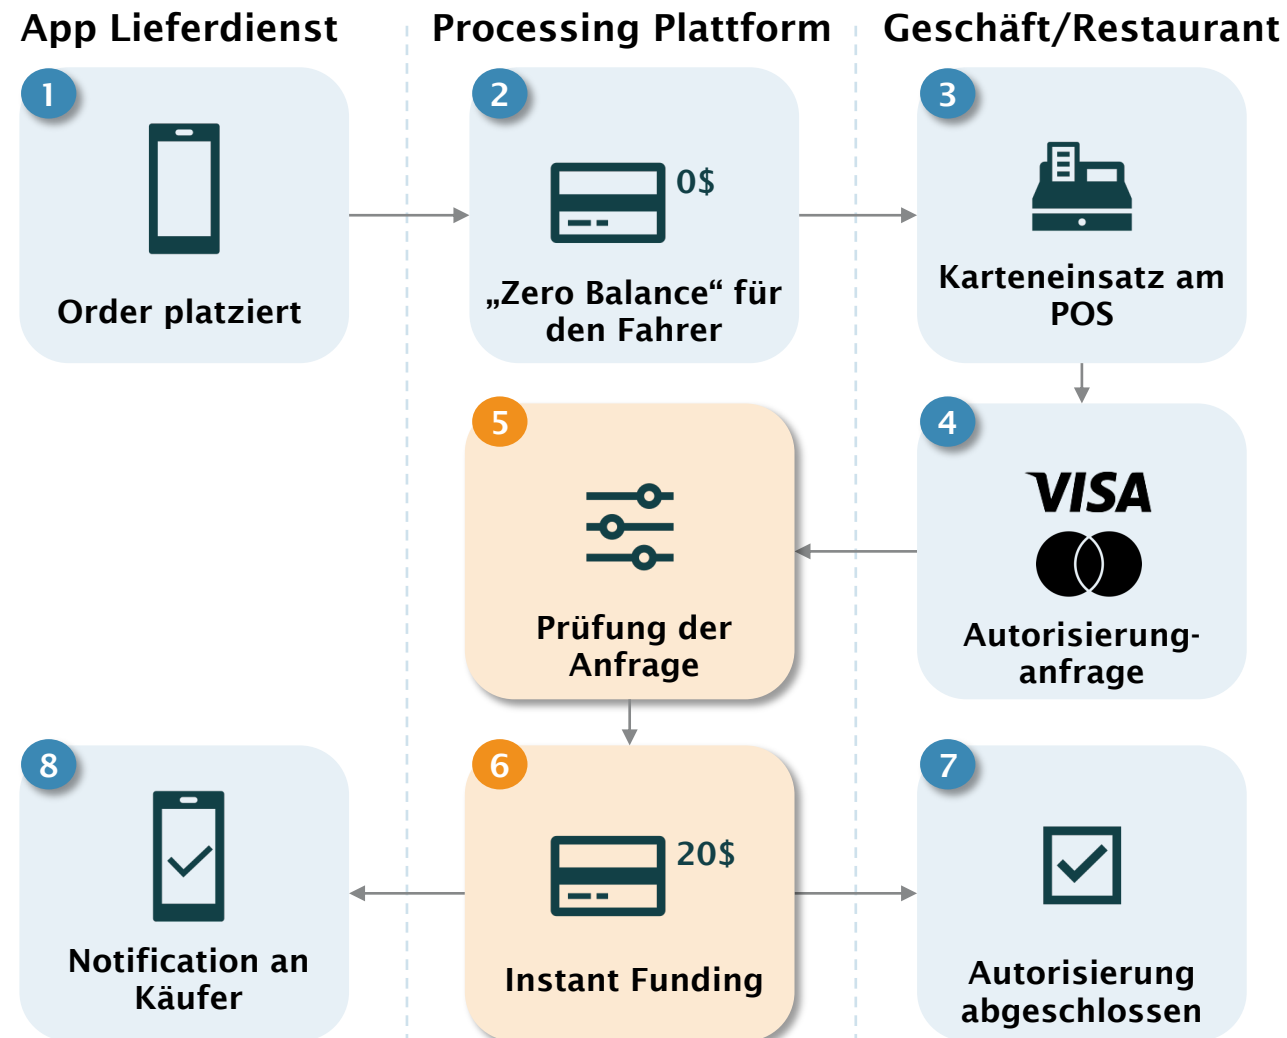 App Lieferdienst
Processing Plattform
Geschäft/Restaurant
1
Order platziert
2
0$
„Zero Balance“ für
den Fahrer
3
Karteneinsatz am
POS
4
VISA
Autorisierung-
anfrage
5
Prüfung der
Anfrage
6
20$
Instant Funding
7
Autorisierung
abgeschlossen
8
Notification an
Käufer